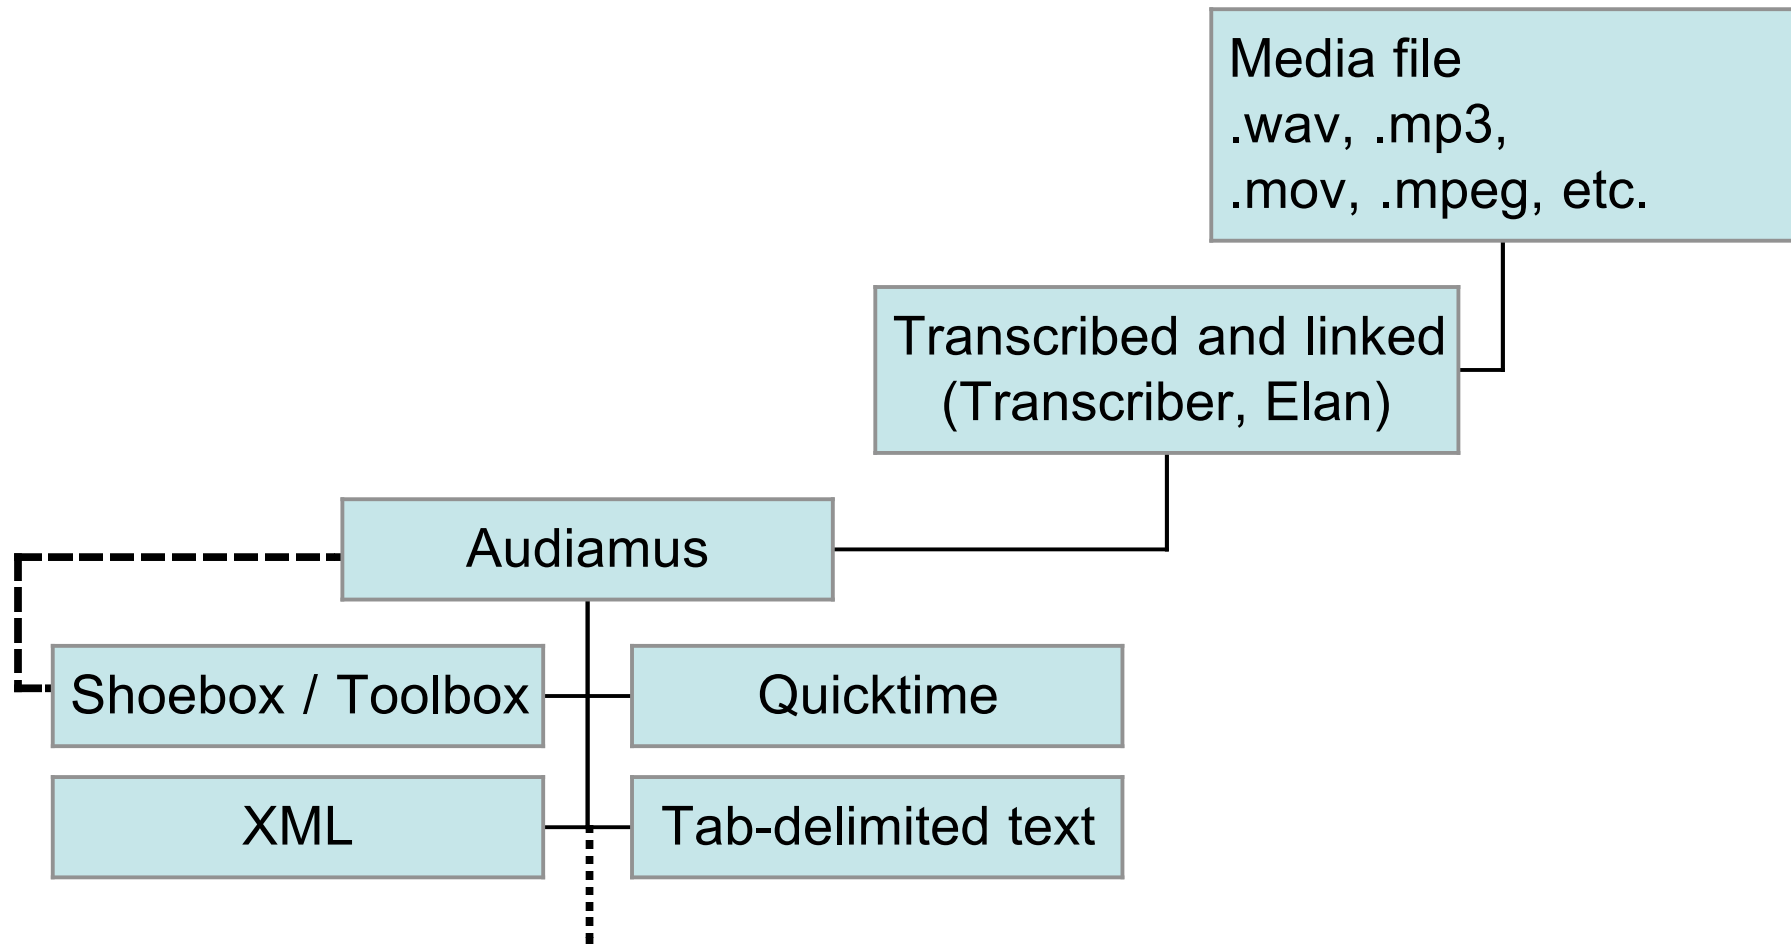 Media file
.wav, .mp3,
.mov, .mpeg, etc.
Transcribed and linked
(Transcriber, Elan)
Audiamus
Shoebox / Toolbox
Quicktime
XML
Tab-delimited text